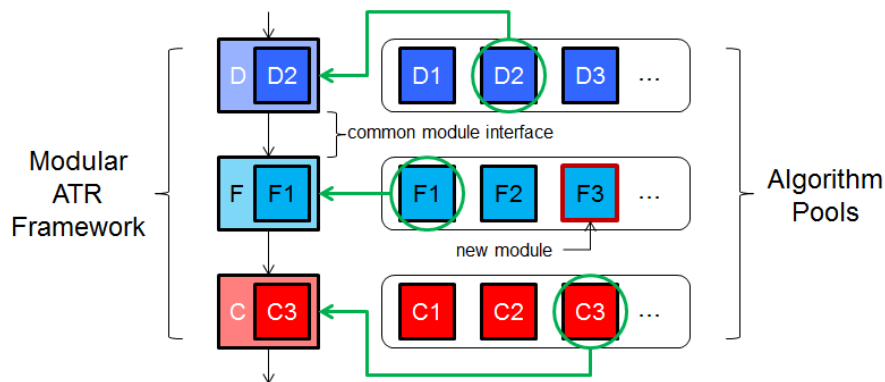 D D2 D1 D2 D3 ...
common module interface
Modular
ATR
Framework
F F1 F1 F2 F3 ...
Algorithm
Pools
new module
C C3 C1 C2 C3 ...